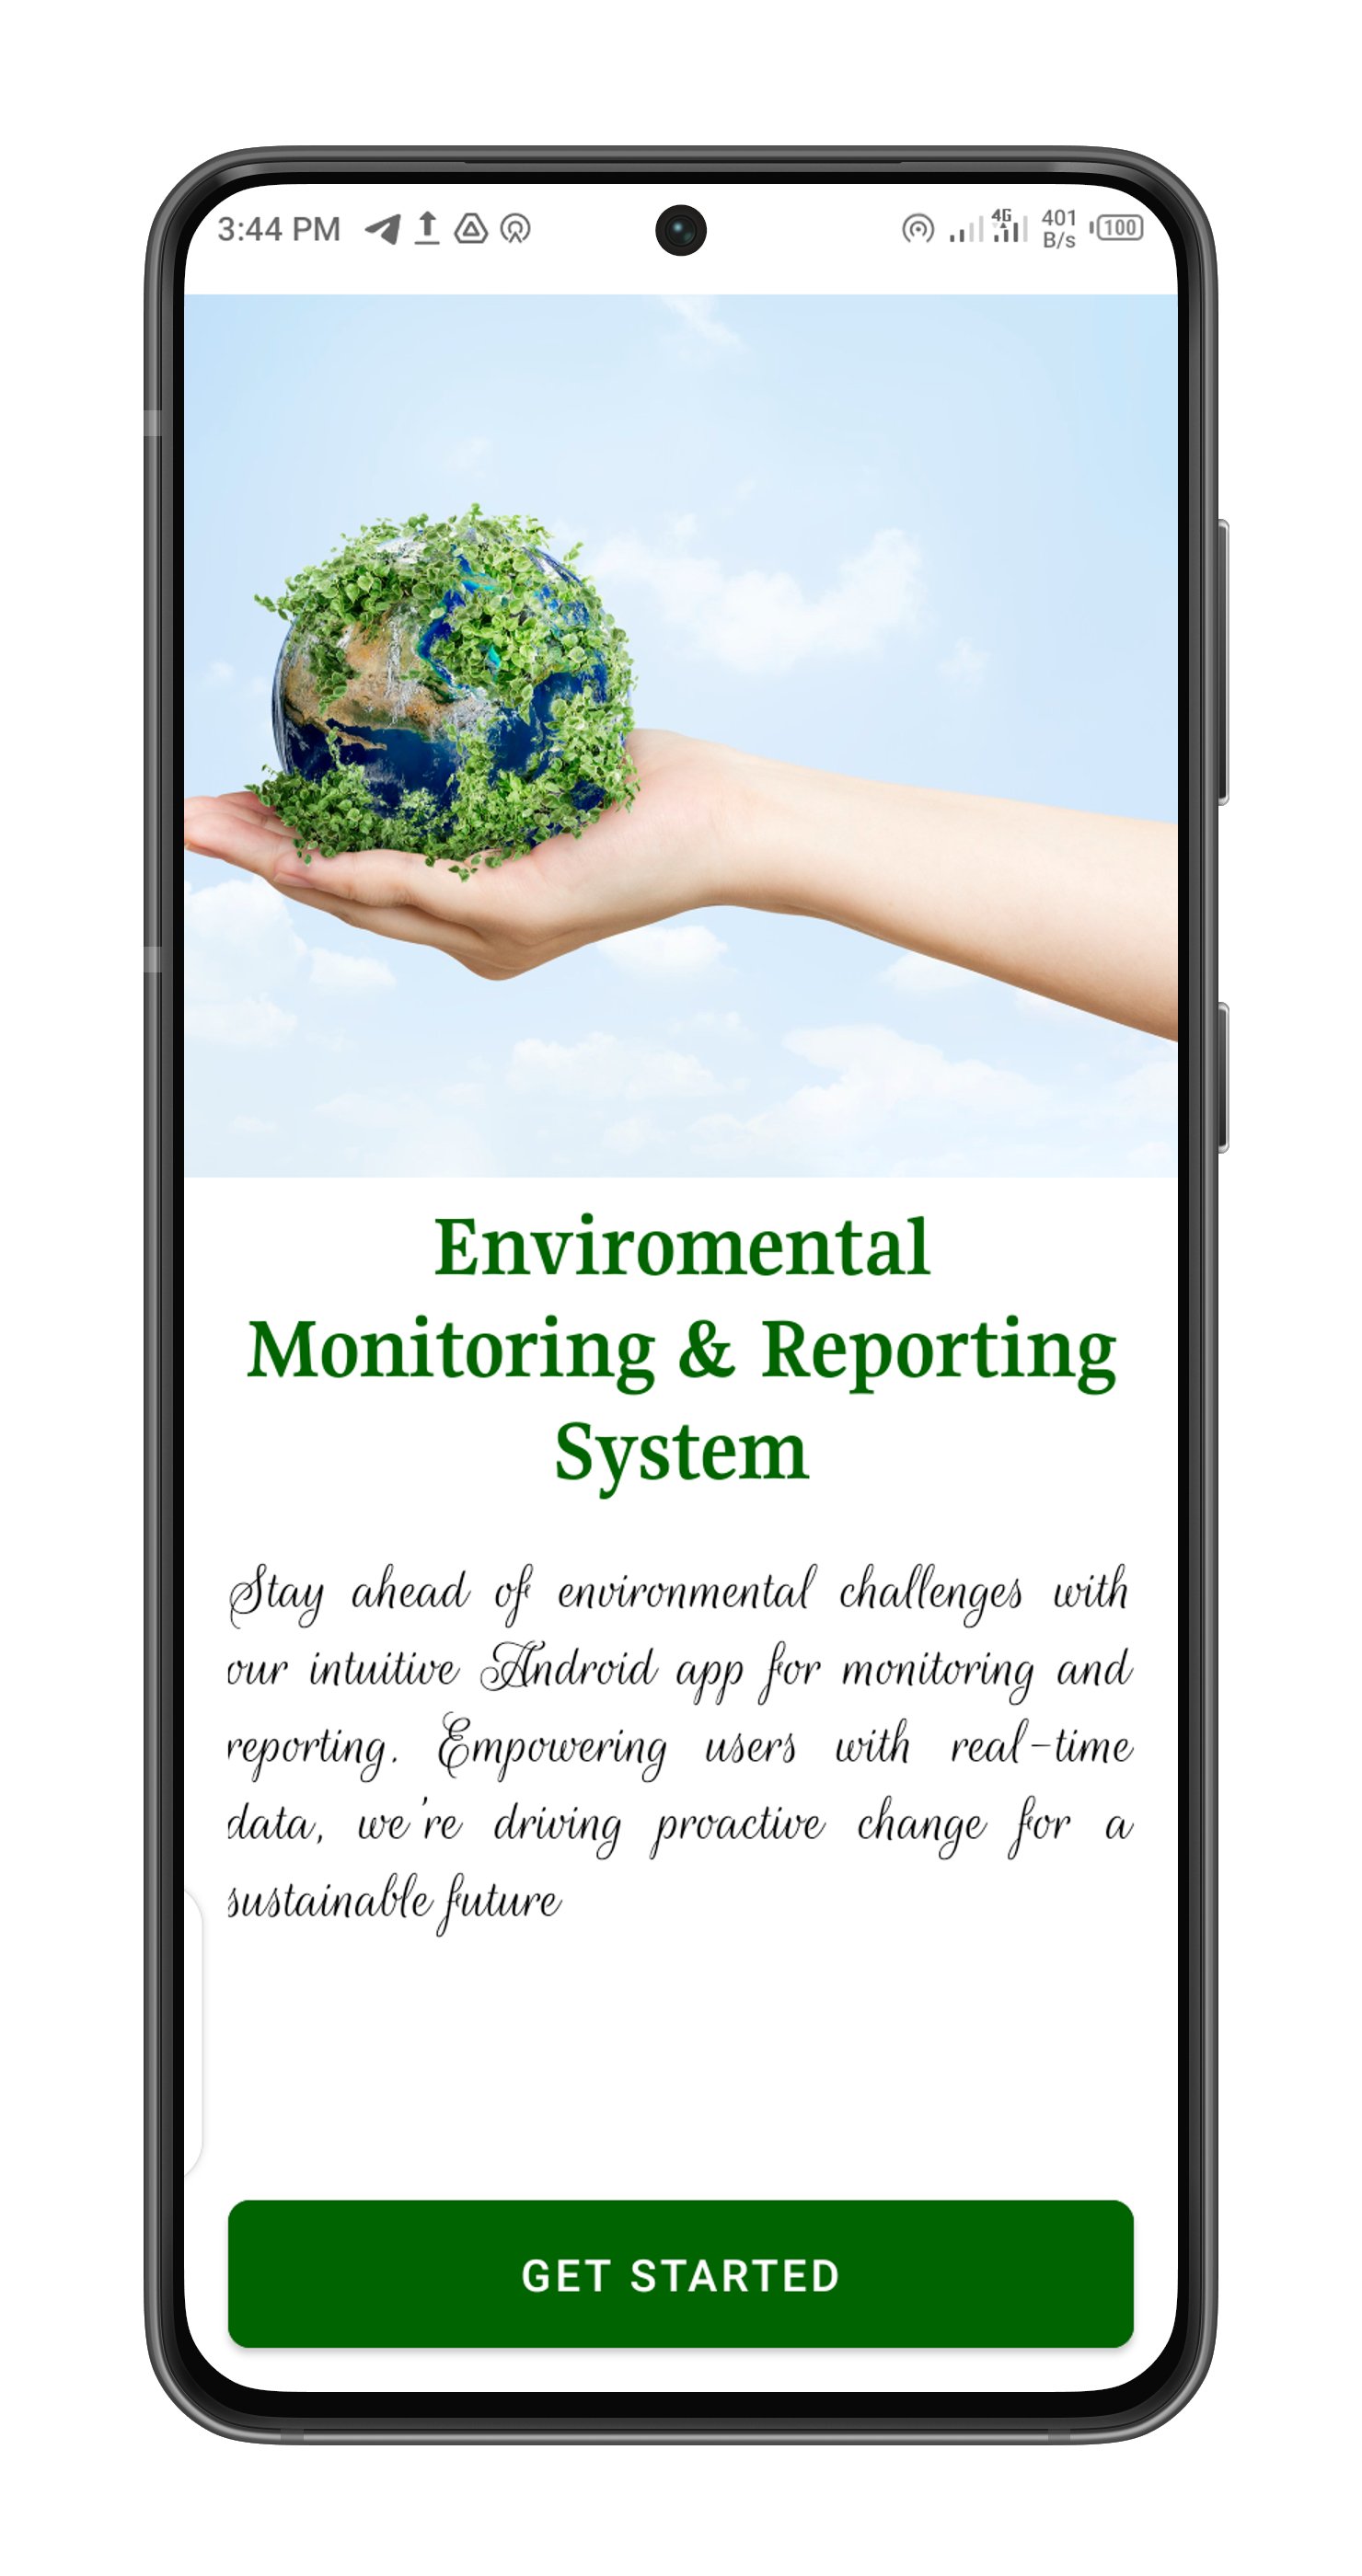 3:44 PM
4G
401
B/s
100
Enviromental
Monitoring & Reporting
System
Stay ahead of environmental challenges with
our intuitive Android app for monitoring and
reporting. Empowering users with real-time
data, we're driving proactive change for a
sustainable future
GET STARTED